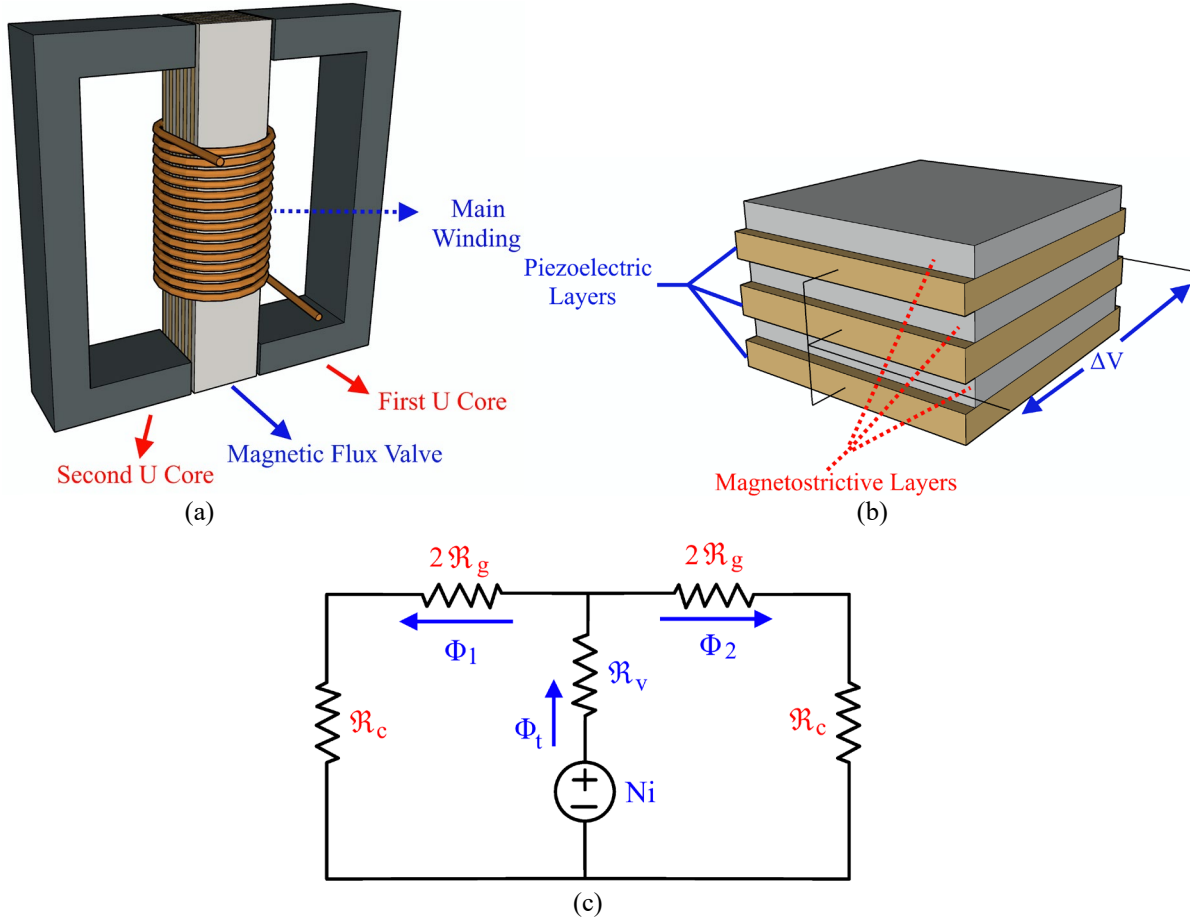 Main
Winding
First U Core
Magnetic Flux Valve
Second U Core
(a)
Piezoelectric
Layers
ΔV
Magnetostrictive Layers
(b)
2ℜg
2ℜg
Φ1
Φ2
ℜv
ℜc
ℜc
Φt
Ni
(c)